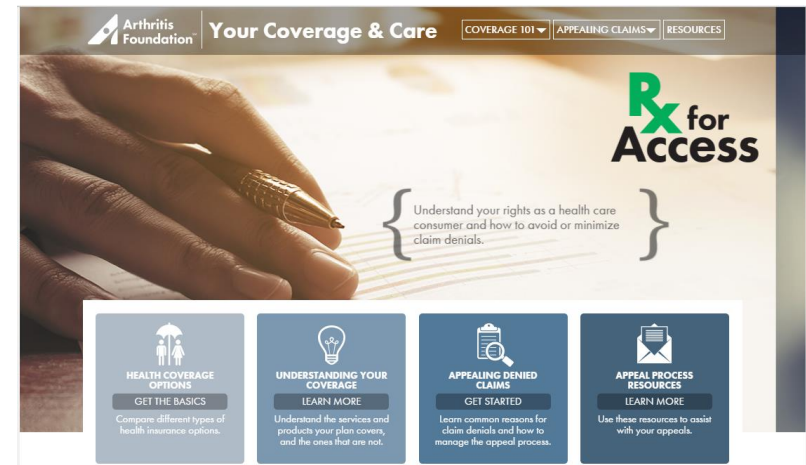 Arthritis
Foundation™
Your Coverage & Care
COVERAGE 101
APPEALING CLAIMS
RESOURCES
Rx for
Access
Understand your rights as a health care
consumer and how to avoid or minimize
claim denials.
HEALTH COVERAGE
OPTIONS
GET THE BASICS
Compare different types of
health insurance options.
UNDERSTANDING YOUR
COVERAGE
LEARN MORE
Understand the services and
products your plan covers,
and the ones that are not.
APPEALING DENIED
CLAIMS
GET STARTED
Learn common reasons for
claim denials and how to
manage the appeal process.
APPEAL PROCESS
RESOURCES
LEARN MORE
Use these resources to assist
with your appeals.